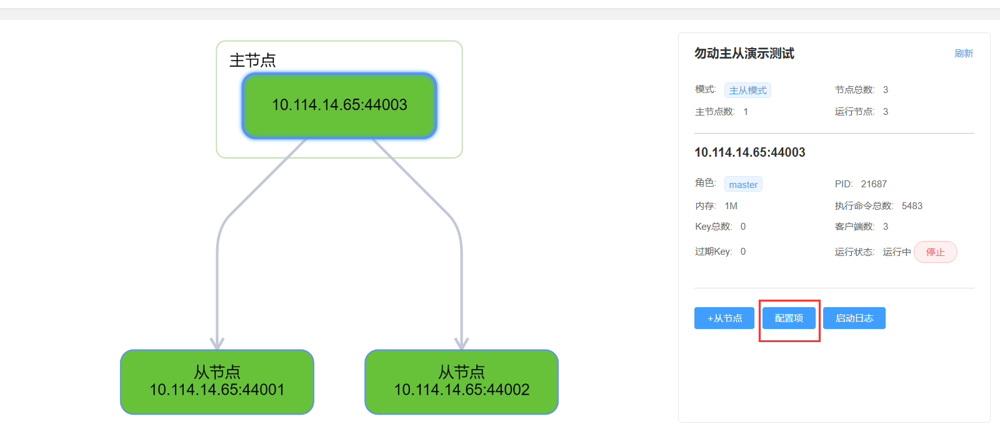 主节点
10.114.14.65:44003
从节点
10.114.14.65:44001
从节点
10.114.14.65:44002
勿动主从演示测试
刷新
模式: 主从模式
节点总数: 3
主节点数: 1
运行节点: 3
10.114.14.65:44003
角色: master
PID: 21687
内存: 1M
执行命令总数: 5483
Key总数: 0
客户端数: 3
过期Key: 0
运行状态: 运行中 停止
+从节点
配置项
启动日志